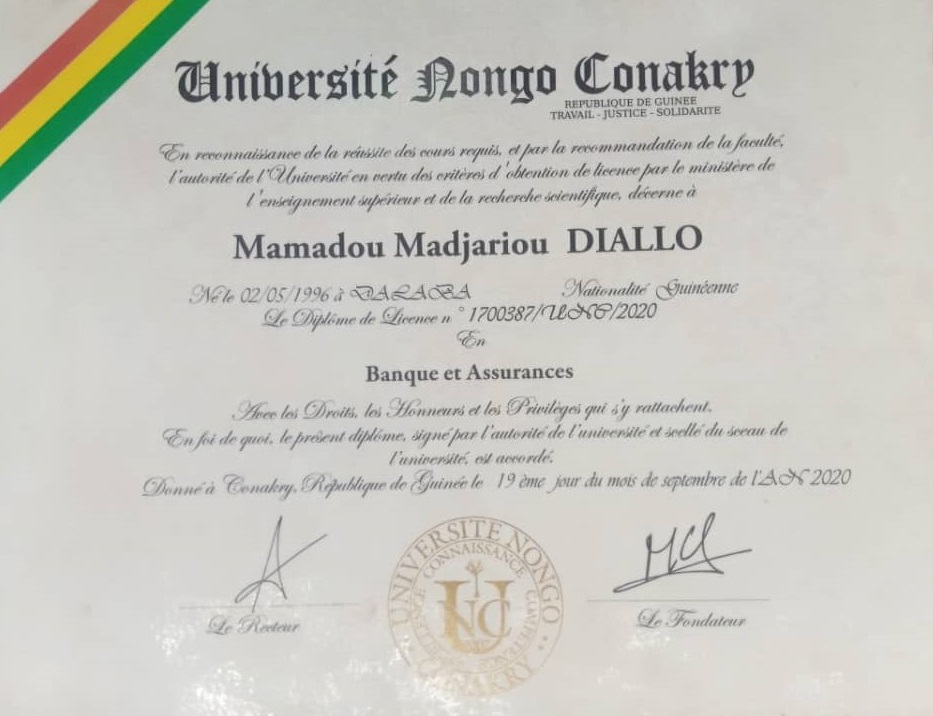 Université Nongo Conakry
REPUBLIQUE DE GUINEE
TRAVAIL - JUSTICE - SOLIDARITE
En reconnaissance de la réussite des cours requis, et par la recommandation de la faculté,
l'autorité de l'Université en vertu des critères d'obtention de licence par le ministère de
l'enseignement supérieur et de la recherche scientifique, décerne à
Mamadou Madjariou DIALLO
Né le 02/05/1996 à DALABA Nationalité Guinéenne
Le Diplôme de Licence n° 1700387/UNC/2020
En
Banque et Assurances
Avec les Droits, les Honneurs et les Privilèges qui s'y rattachent.
En foi de quoi, le présent diplôme, signé par l'autorité de l'université et scellé du sceau de
l'université, est accordé.
Donné à Conakry, République de Guinée le 19 ème jour du mois de septembre de l'AN 2020
UNIVERSITE NONGO
CONAKRY
CONNAISSANCE
UNC
Le Recteur
Le Fondateur